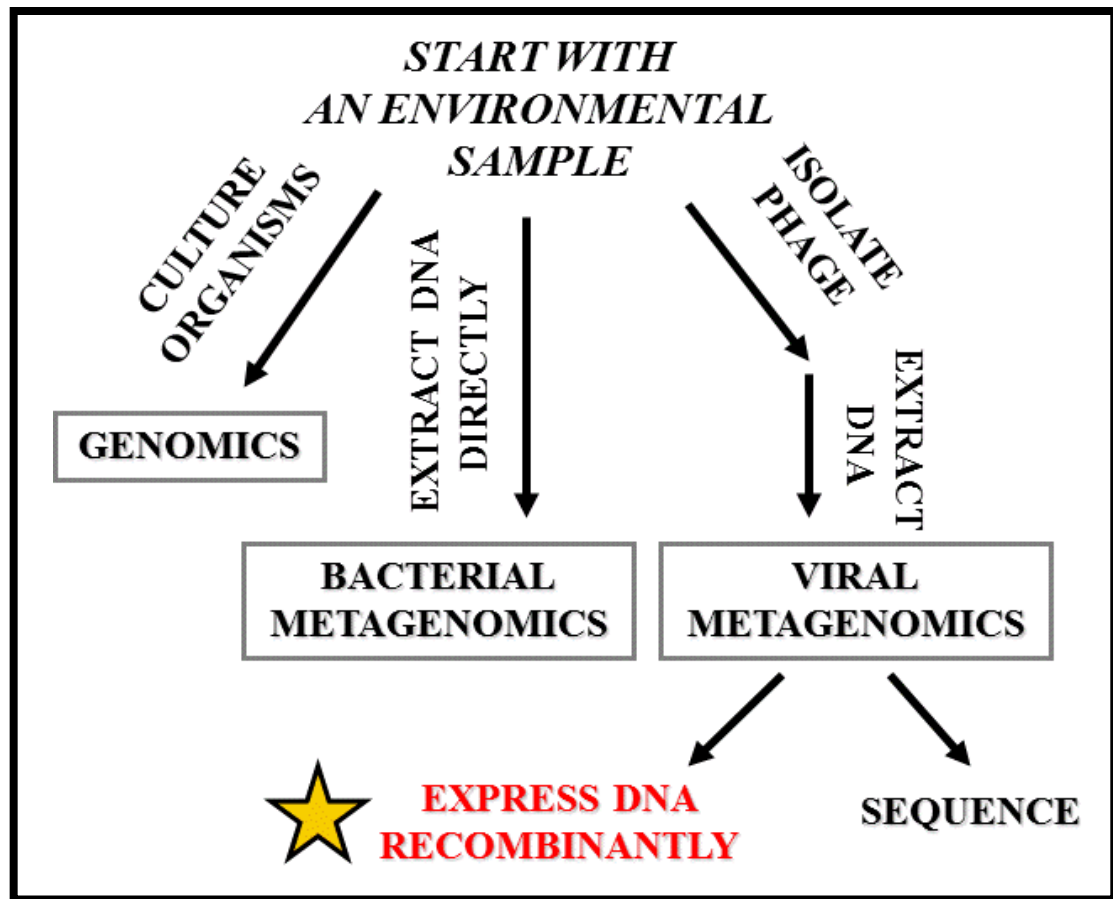 START WITH
AN ENVIRONMENTAL
SAMPLE
CULTURE
ORGANISMS
EXTRACT DNA
DIRECTLY
ISOLATE
PHAGE
EXTRACT
DNA
GENOMICS
BACTERIAL
METAGENOMICS
VIRAL
METAGENOMICS
EXPRESS DNA
RECOMBINANTLY
SEQUENCE